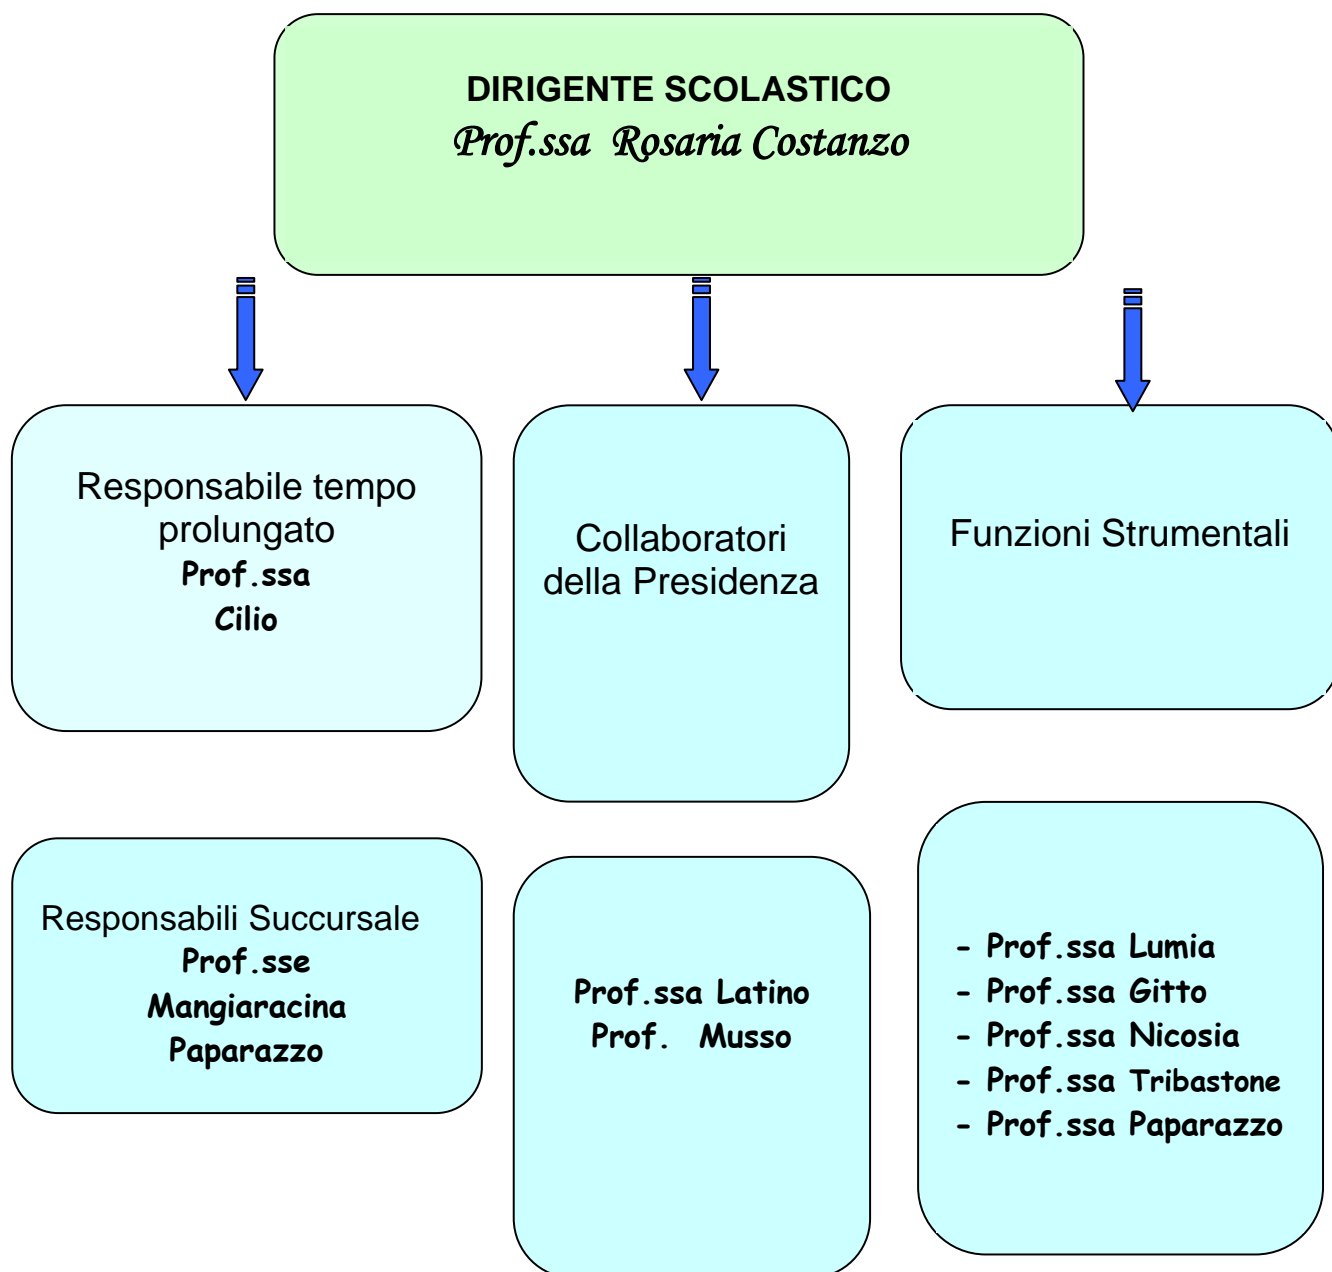 DIRIGENTE SCOLASTICO
Prof.ssa Rosaria Costanzo
Responsabile tempo
prolungato
Prof.ssa
Cilio
Collaboratori
della Presidenza
Funzioni Strumentali
Responsabili Succursale
Prof.sse
Mangiaracina
Paparazzo
Prof.ssa Latino
Prof. Musso
- Prof.ssa Lumia
- Prof.ssa Gitto
- Prof.ssa Nicosia
- Prof.ssa Tribastone
- Prof.ssa Paparazzo